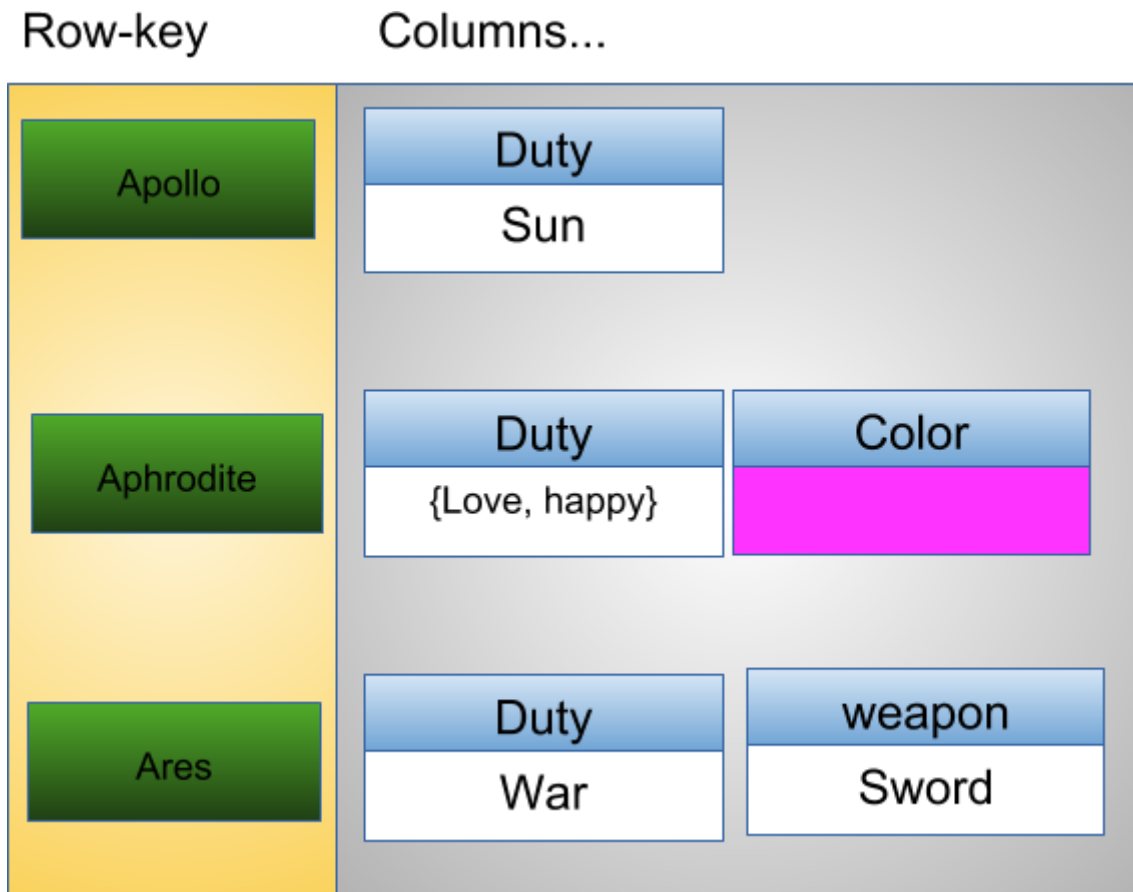 Row-key Columns...
Apollo
Duty
Sun
Aphrodite
Duty
{Love, happy}
Color
Ares
Duty
War
weapon
Sword